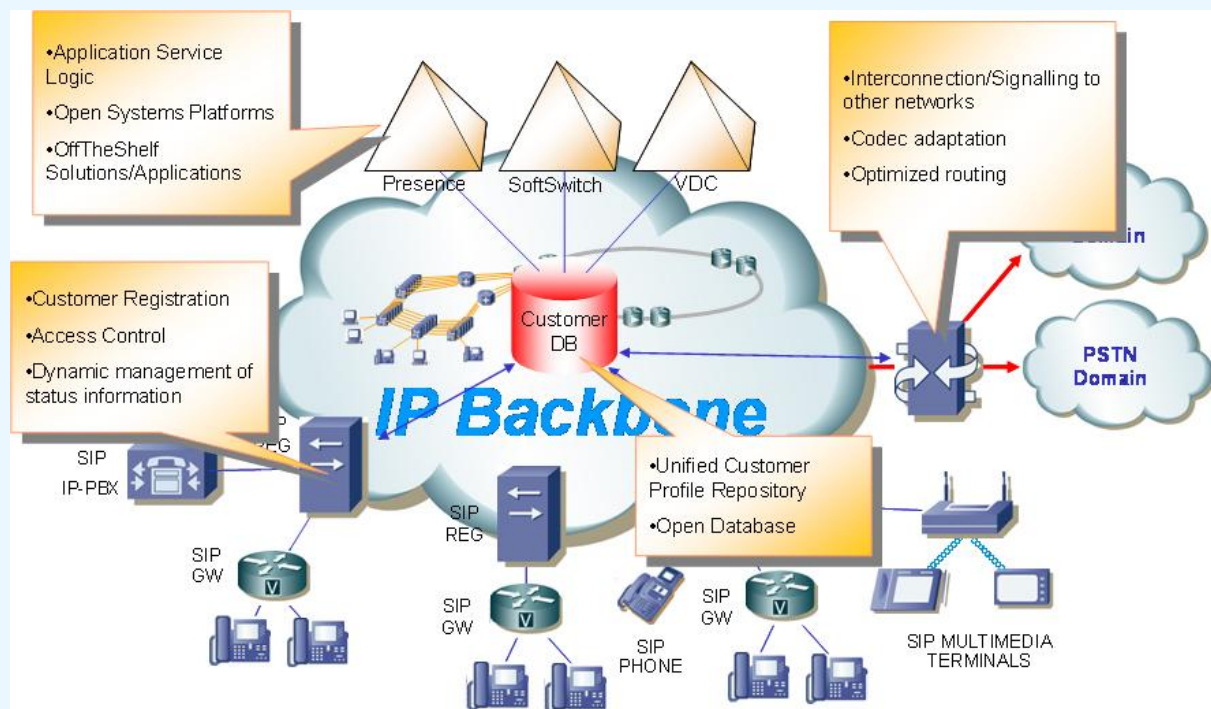 •Application Service
Logic
•Open Systems Platforms
•OffTheShelf
Solutions/Applications
•Interconnection/Signalling to
other networks
•Codec adaptation
•Optimized routing
Presence
SoftSwitch
VDC
Domain
•Customer Registration
•Access Control
•Dynamic management of
status information
Customer
DB
PSTN
Domain
IP Backbone
SIP
IP-PBX
•Unified Customer
Profile Repository
•Open Database
SIP
REG
SIP
GW
SIP
GW
SIP
PHONE
SIP
GW
SIP MULTIMEDIA
TERMINALS
V
V
V